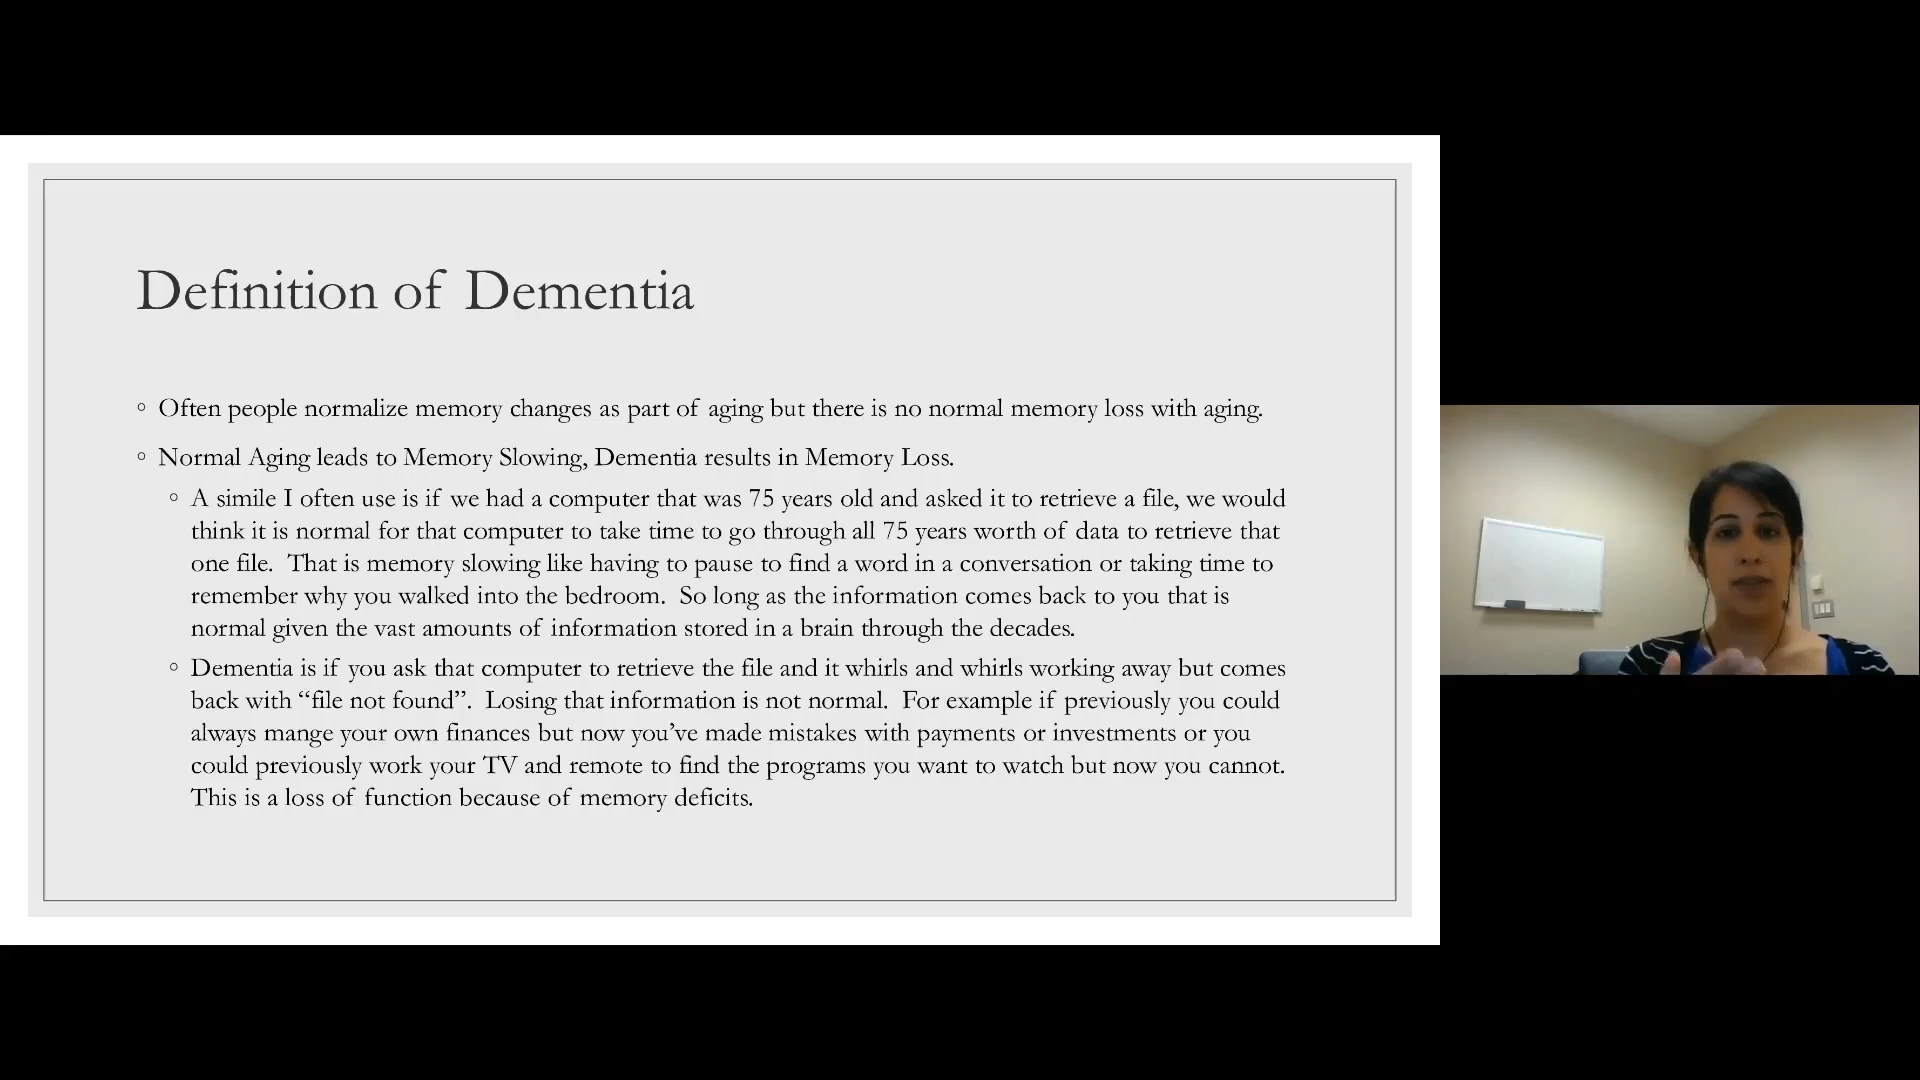 Definition of Dementia
◦ Often people normalize memory changes as part of aging but there is no normal memory loss with aging.
◦ Normal Aging leads to Memory Slowing, Dementia results in Memory Loss.
◦ A simile I often use is if we had a computer that was 75 years old and asked it to retrieve a file, we would
think it is normal for that computer to take time to go through all 75 years worth of data to retrieve that
one file.  That is memory slowing like having to pause to find a word in a conversation or taking time to
remember why you walked into the bedroom.  So long as the information comes back to you that is
normal given the vast amounts of information stored in a brain through the decades.
◦ Dementia is if you ask that computer to retrieve the file and it whirls and whirls working away but comes
back with “file not found”.  Losing that information is not normal.  For example if previously you could
always mange your own finances but now you’ve made mistakes with payments or investments or you
could previously work your TV and remote to find the programs you want to watch but now you cannot.
This is a loss of function because of memory deficits.